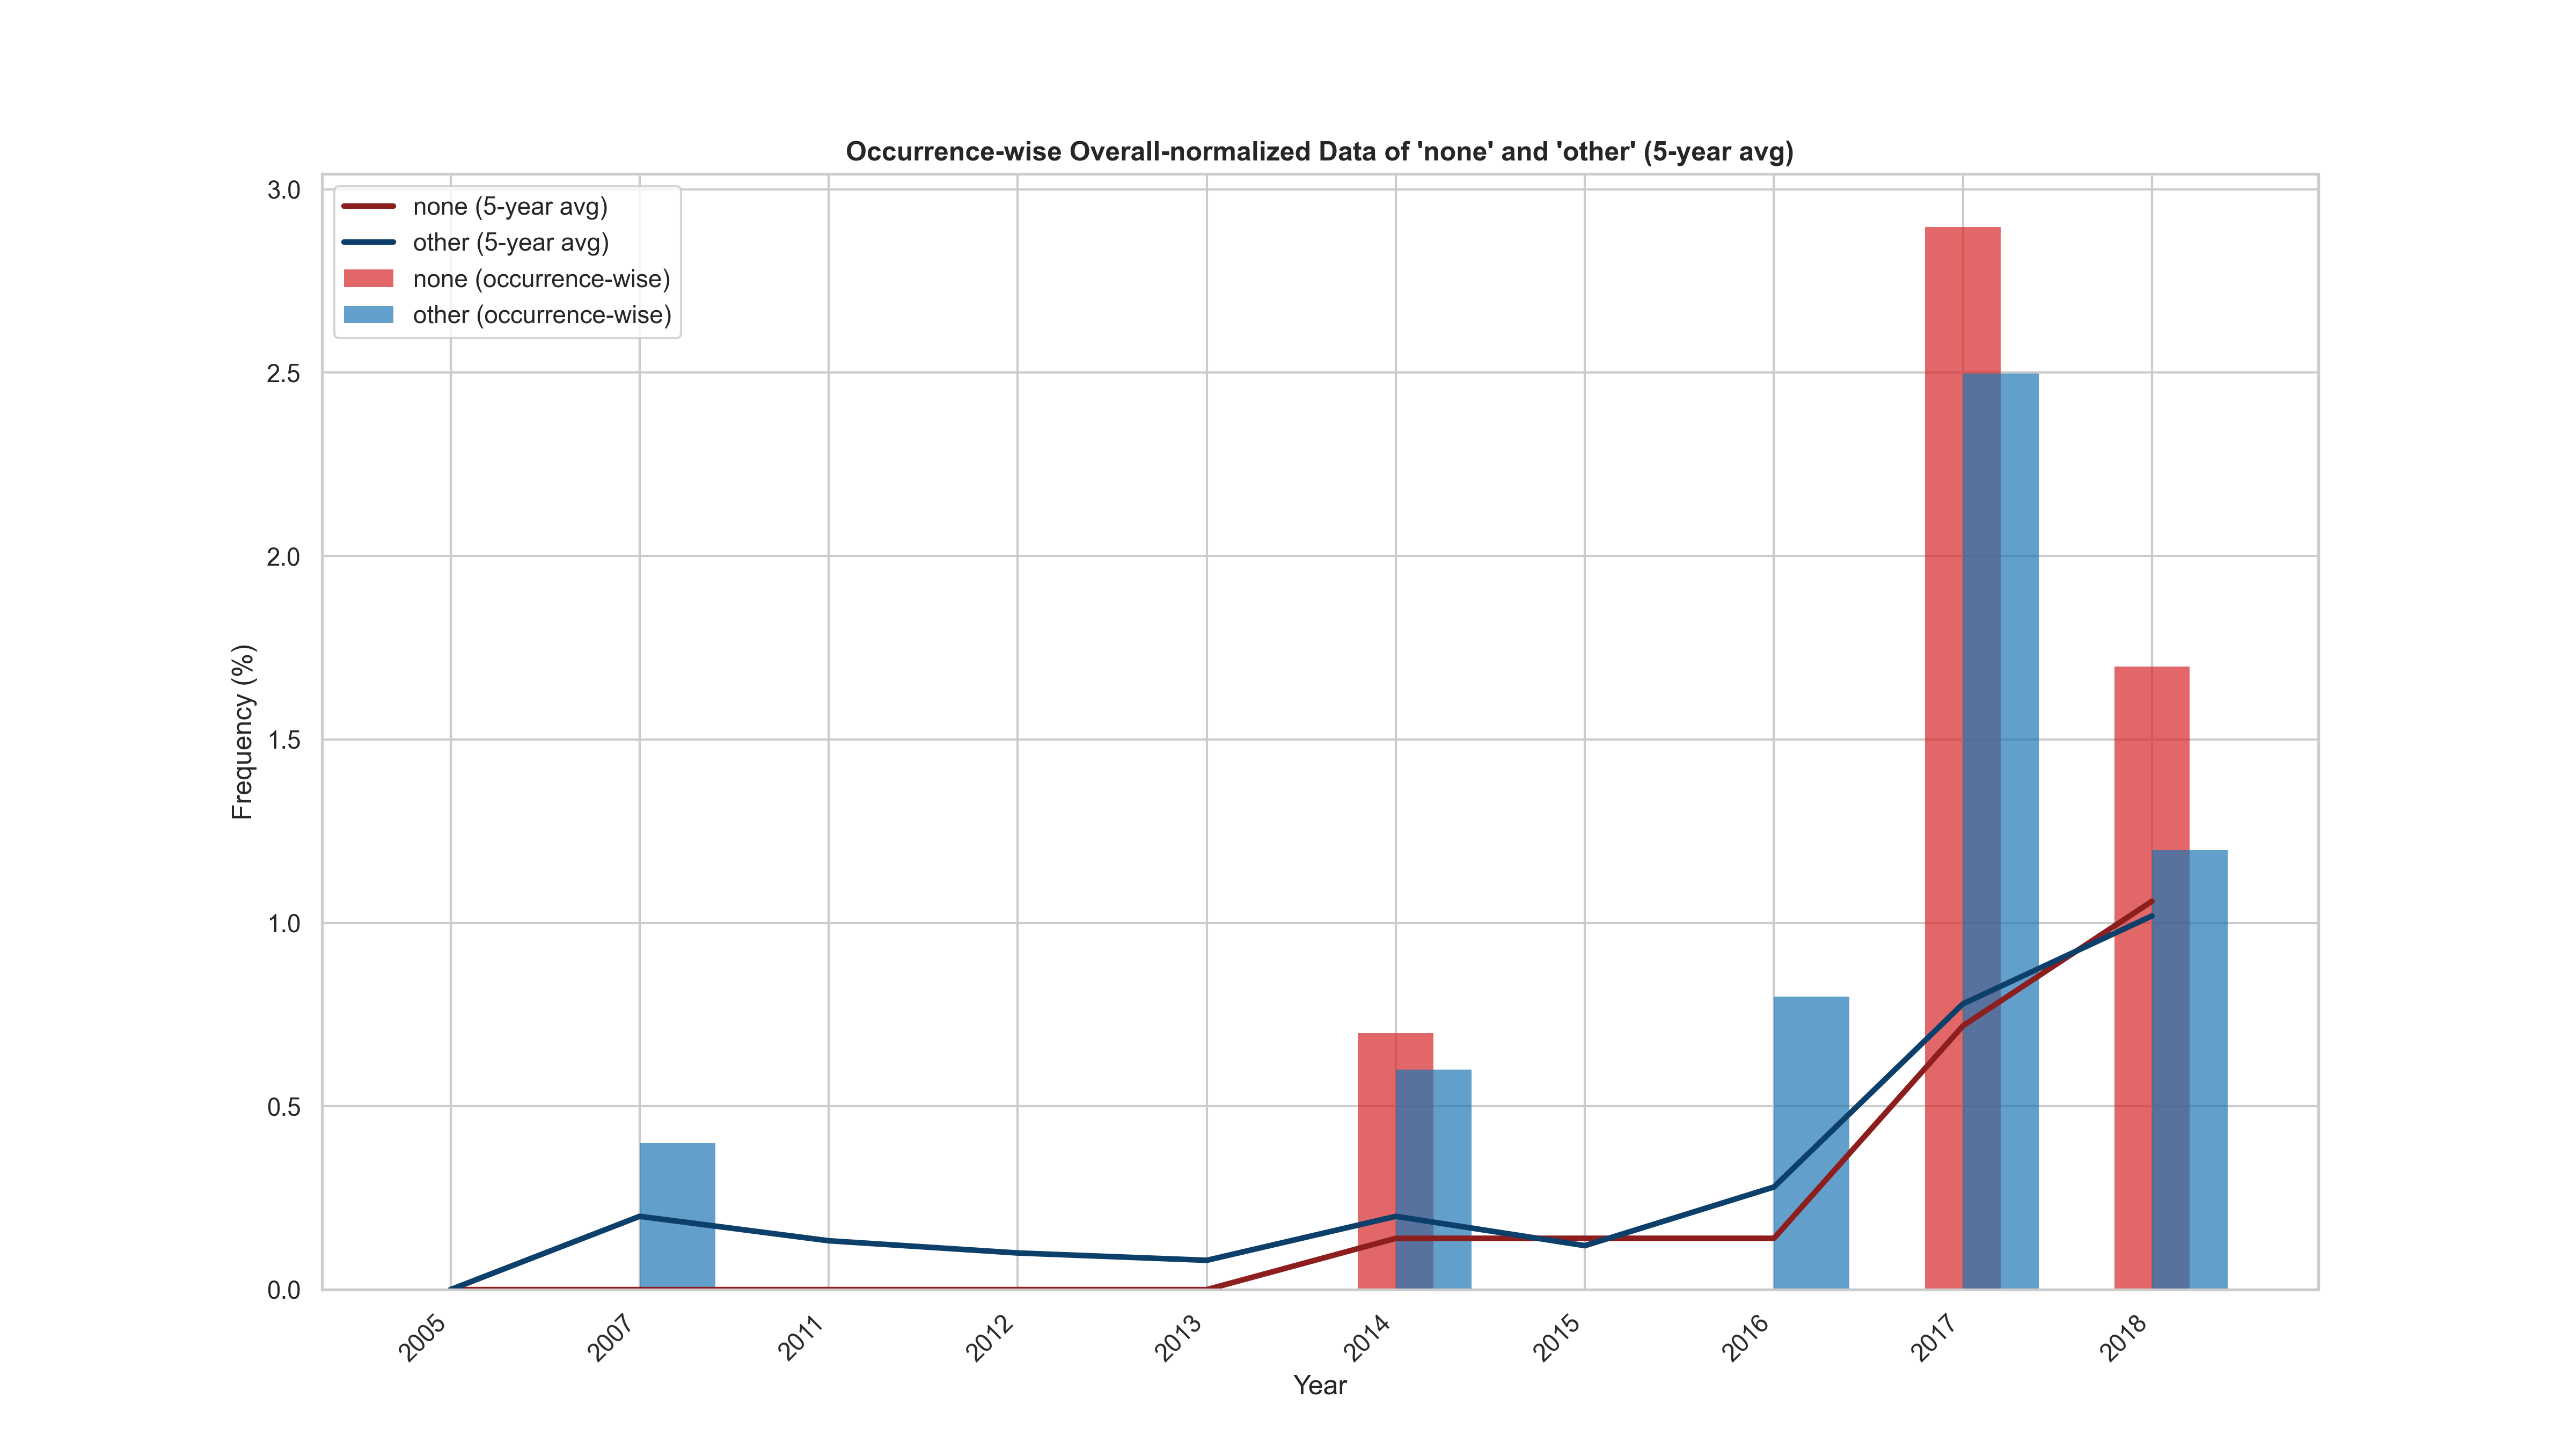 Occurrence-wise Overall-normalized Data of 'none' and 'other' (5-year avg)
none (5-year avg)
other (5-year avg)
none (occurrence-wise)
other (occurrence-wise)
Frequency (%)
3.0
2.5
2.0
1.5
1.0
0.5
0.0
2005
2007
2011
2012
2013
2014
2015
2016
2017
2018
Year